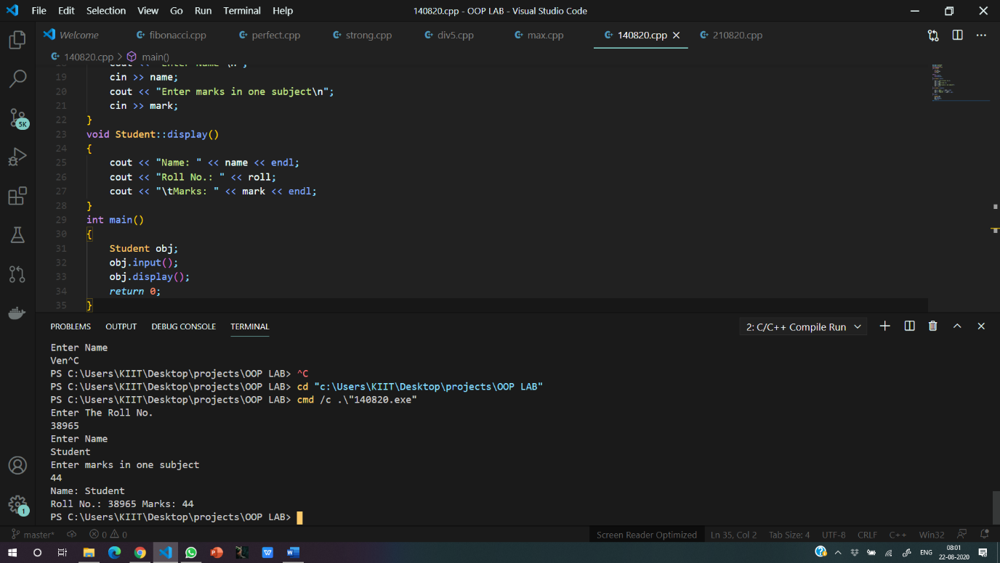 File Edit Selection View Go Run Terminal Help 140820.cpp - OOP LAB - Visual Studio Code
Welcome fibonacci.cpp perfect.cpp strong.cpp div5.cpp max.cpp 140820.cpp 210820.cpp
140820.cpp > main()
19 cin >> name;
20 cout << "Enter marks in one subject\n";
21 cin >> mark;
22 }
23 void Student::display()
24 {
25 cout << "Name: " << name << endl;
26 cout << "Roll No.: " << roll;
27 cout << "\tMarks: " << mark << endl;
28 }
29 int main()
30 {
31 Student obj;
32 obj.input();
33 obj.display();
34 return 0;
35 }
5K
PROBLEMS OUTPUT DEBUG CONSOLE TERMINAL 2: C/C++ Compile Run
Enter Name
Ven^C
PS C:\Users\KIIT\Desktop\projects\OOP LAB> ^C
PS C:\Users\KIIT\Desktop\projects\OOP LAB> cd "c:\Users\KIIT\Desktop\projects\OOP LAB"
PS C:\Users\KIIT\Desktop\projects\OOP LAB> cmd /c .\"140820.exe"
Enter The Roll No.
38965
Enter Name
Student
Enter marks in one subject
44
Name: Student
Roll No.: 38965 Marks: 44
PS C:\Users\KIIT\Desktop\projects\OOP LAB>
1
master* 0 0 Screen Reader Optimized Ln 35, Col 2 Tab Size: 4 UTF-8 CRLF C++ Win32
ENG 08:01
22-08-2020